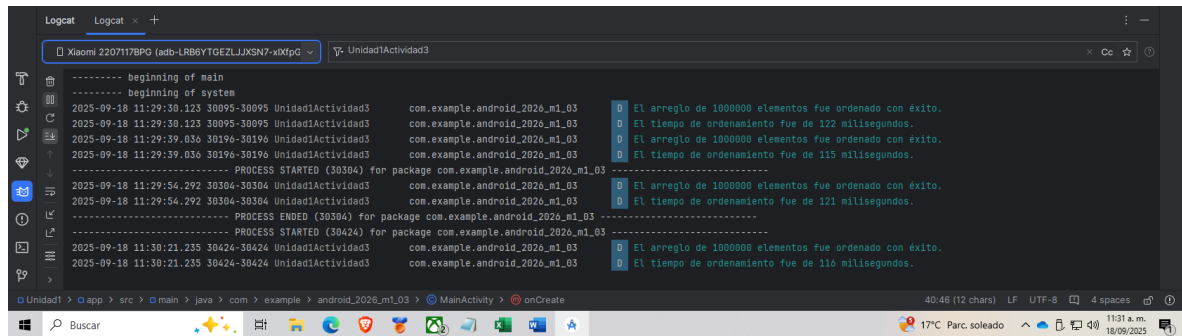 Logcat Logcat × +
Xiaomi 2207117BPG (adb-LRB6YTGEZLJJXSN7-xIXfpG Unidad1Actividad3 × Cc
--------- beginning of main
--------- beginning of system
2025-09-18 11:29:30.123 30095-30095 Unidad1Actividad3 com.example.android_2026_m1_03 D El arreglo de 1000000 elementos fue ordenado con éxito.
2025-09-18 11:29:30.123 30095-30095 Unidad1Actividad3 com.example.android_2026_m1_03 D El tiempo de ordenamiento fue de 122 milisegundos.
2025-09-18 11:29:39.036 30196-30196 Unidad1Actividad3 com.example.android_2026_m1_03 D El arreglo de 1000000 elementos fue ordenado con éxito.
2025-09-18 11:29:39.036 30196-30196 Unidad1Actividad3 com.example.android_2026_m1_03 D El tiempo de ordenamiento fue de 115 milisegundos.
--------------------------- PROCESS STARTED (30304) for package com.example.android_2026_m1_03 ---------------------------
2025-09-18 11:29:54.292 30304-30304 Unidad1Actividad3 com.example.android_2026_m1_03 D El arreglo de 1000000 elementos fue ordenado con éxito.
2025-09-18 11:29:54.292 30304-30304 Unidad1Actividad3 com.example.android_2026_m1_03 D El tiempo de ordenamiento fue de 121 milisegundos.
--------------------------- PROCESS ENDED (30304) for package com.example.android_2026_m1_03 ---------------------------
--------------------------- PROCESS STARTED (30424) for package com.example.android_2026_m1_03 ---------------------------
2025-09-18 11:30:21.235 30424-30424 Unidad1Actividad3 com.example.android_2026_m1_03 D El arreglo de 1000000 elementos fue ordenado con éxito.
2025-09-18 11:30:21.235 30424-30424 Unidad1Actividad3 com.example.android_2026_m1_03 D El tiempo de ordenamiento fue de 116 milisegundos.
Unidad1 > app > src > main > java > com > example > android_2026_m1_03 > MainActivity > onCreate 40:46 (12 chars) LF UTF-8 4 spaces
Buscar 17°C Parc. soleado 11:31 a. m.
18/09/2025